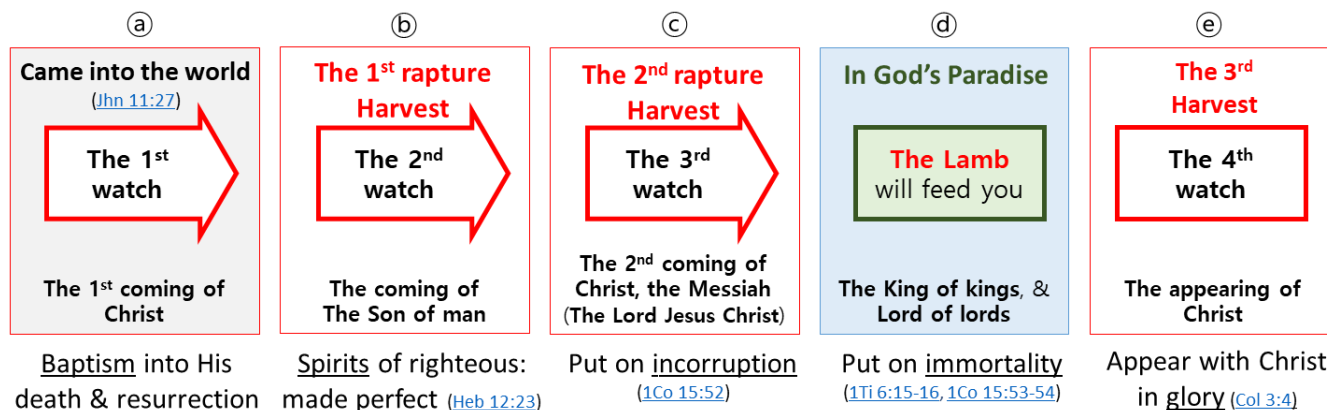 ⓐ
Came into the world
(Jhn 11:27)
The 1st
watch
The 1st coming of
Christ
Baptism into His
death & resurrection
ⓑ
The 1st rapture
Harvest
The 2nd
watch
The coming of
The Son of man
Spirits of righteous:
made perfect (Heb 12:23)
ⓒ
The 2nd rapture
Harvest
The 3rd
watch
The 2nd coming of
Christ, the Messiah
(The Lord Jesus Christ)
Put on incorruption
(1Co 15:52)
ⓓ
In God's Paradise
The Lamb
will feed you
The King of kings, &
Lord of lords
Put on immortality
(1Ti 6:15-16, 1Co 15:53-54)
ⓔ
The 3rd
Harvest
The 4th
watch
The appearing of
Christ
Appear with Christ
in glory (Col 3:4)